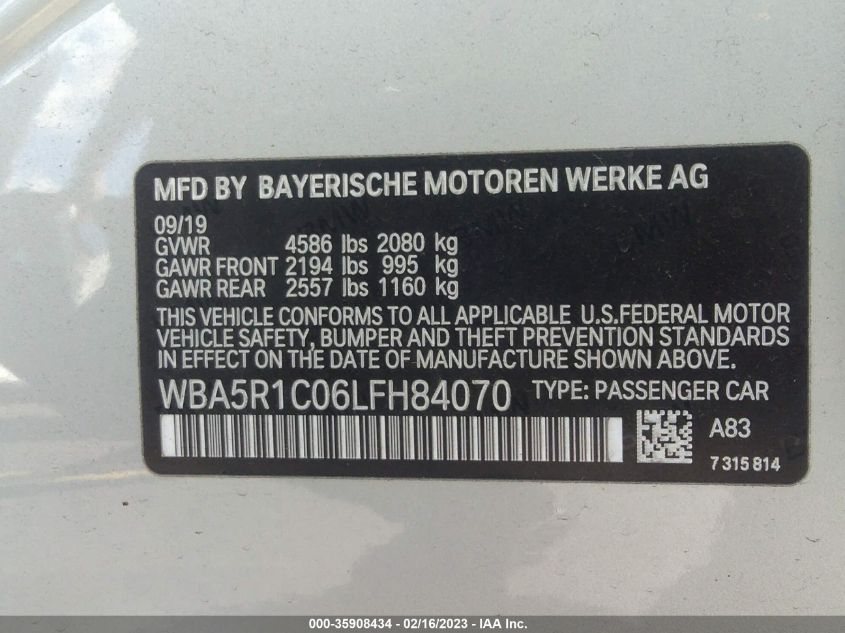 MFD BY BAYERISCHE MOTOREN WERKE AG
09/19
GVWR 4586 lbs 2080 kg
GAWR FRONT 2194 lbs 995 kg
GAWR REAR 2557 lbs 1160 kg
THIS VEHICLE CONFORMS TO ALL APPLICABLE U.S.FEDERAL MOTOR
VEHICLE SAFETY, BUMPER AND THEFT PREVENTION STANDARDS
IN EFFECT ON THE DATE OF MANUFACTURE SHOWN ABOVE.
WBA5R1C06LFH84070 TYPE: PASSENGER CAR
A83
7 315 814
000-35908434 - 02/16/2023 - IAA Inc.